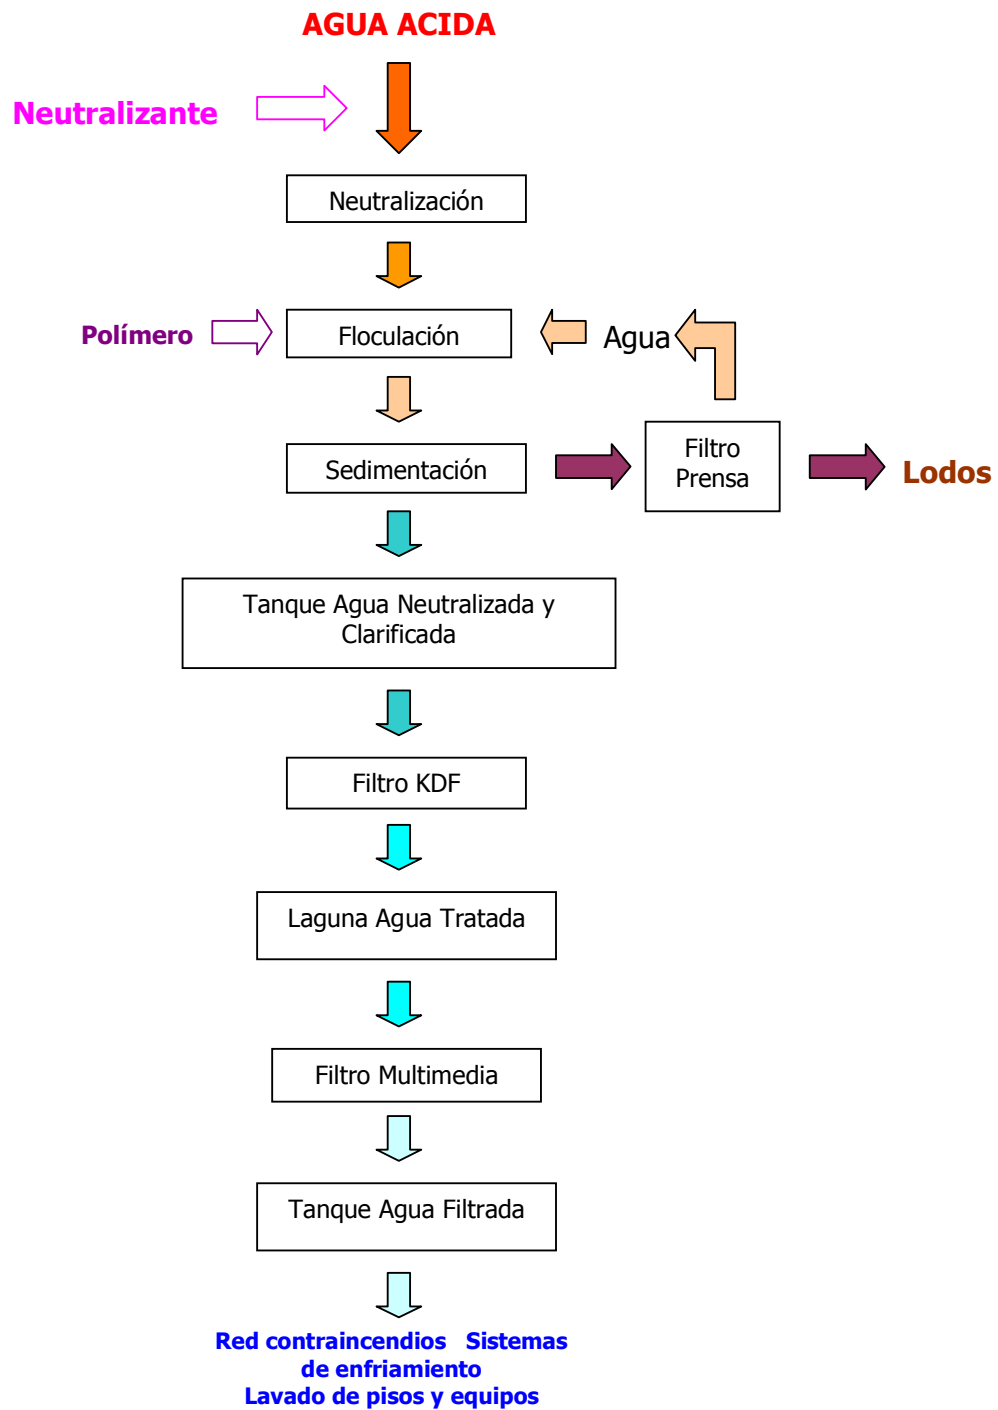 AGUA ACIDA
Neutralizante
Neutralización
Polímero
Floculación
Agua
Sedimentación
Filtro
Prensa
Lodos
Tanque Agua Neutralizada y
Clarificada
Filtro KDF
Laguna Agua Tratada
Filtro Multimedia
Tanque Agua Filtrada
Red contraincendios Sistemas
de enfriamiento
Lavado de pisos y equipos